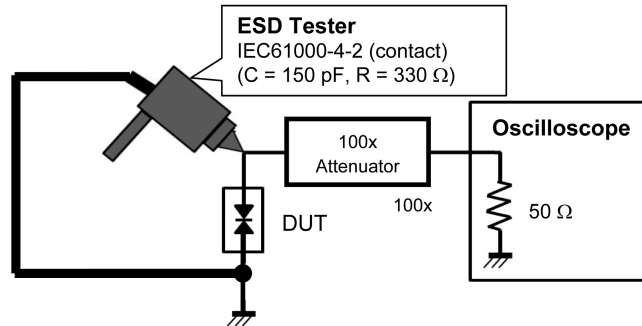 ESD Tester
IEC61000-4-2 (contact)
(C = 150 pF, R = 330 Ω)
100x
Attenuator
100x
Oscilloscope
50 Ω
DUT